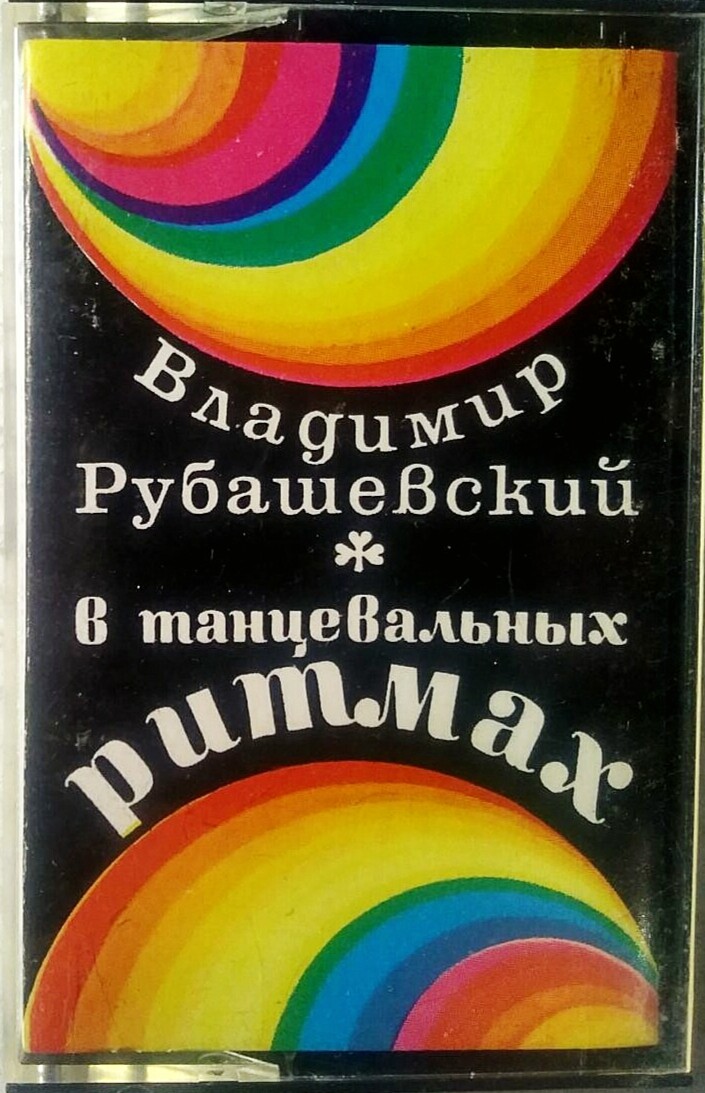 Владимир
Рубашевский
в танцевальных
ритмах